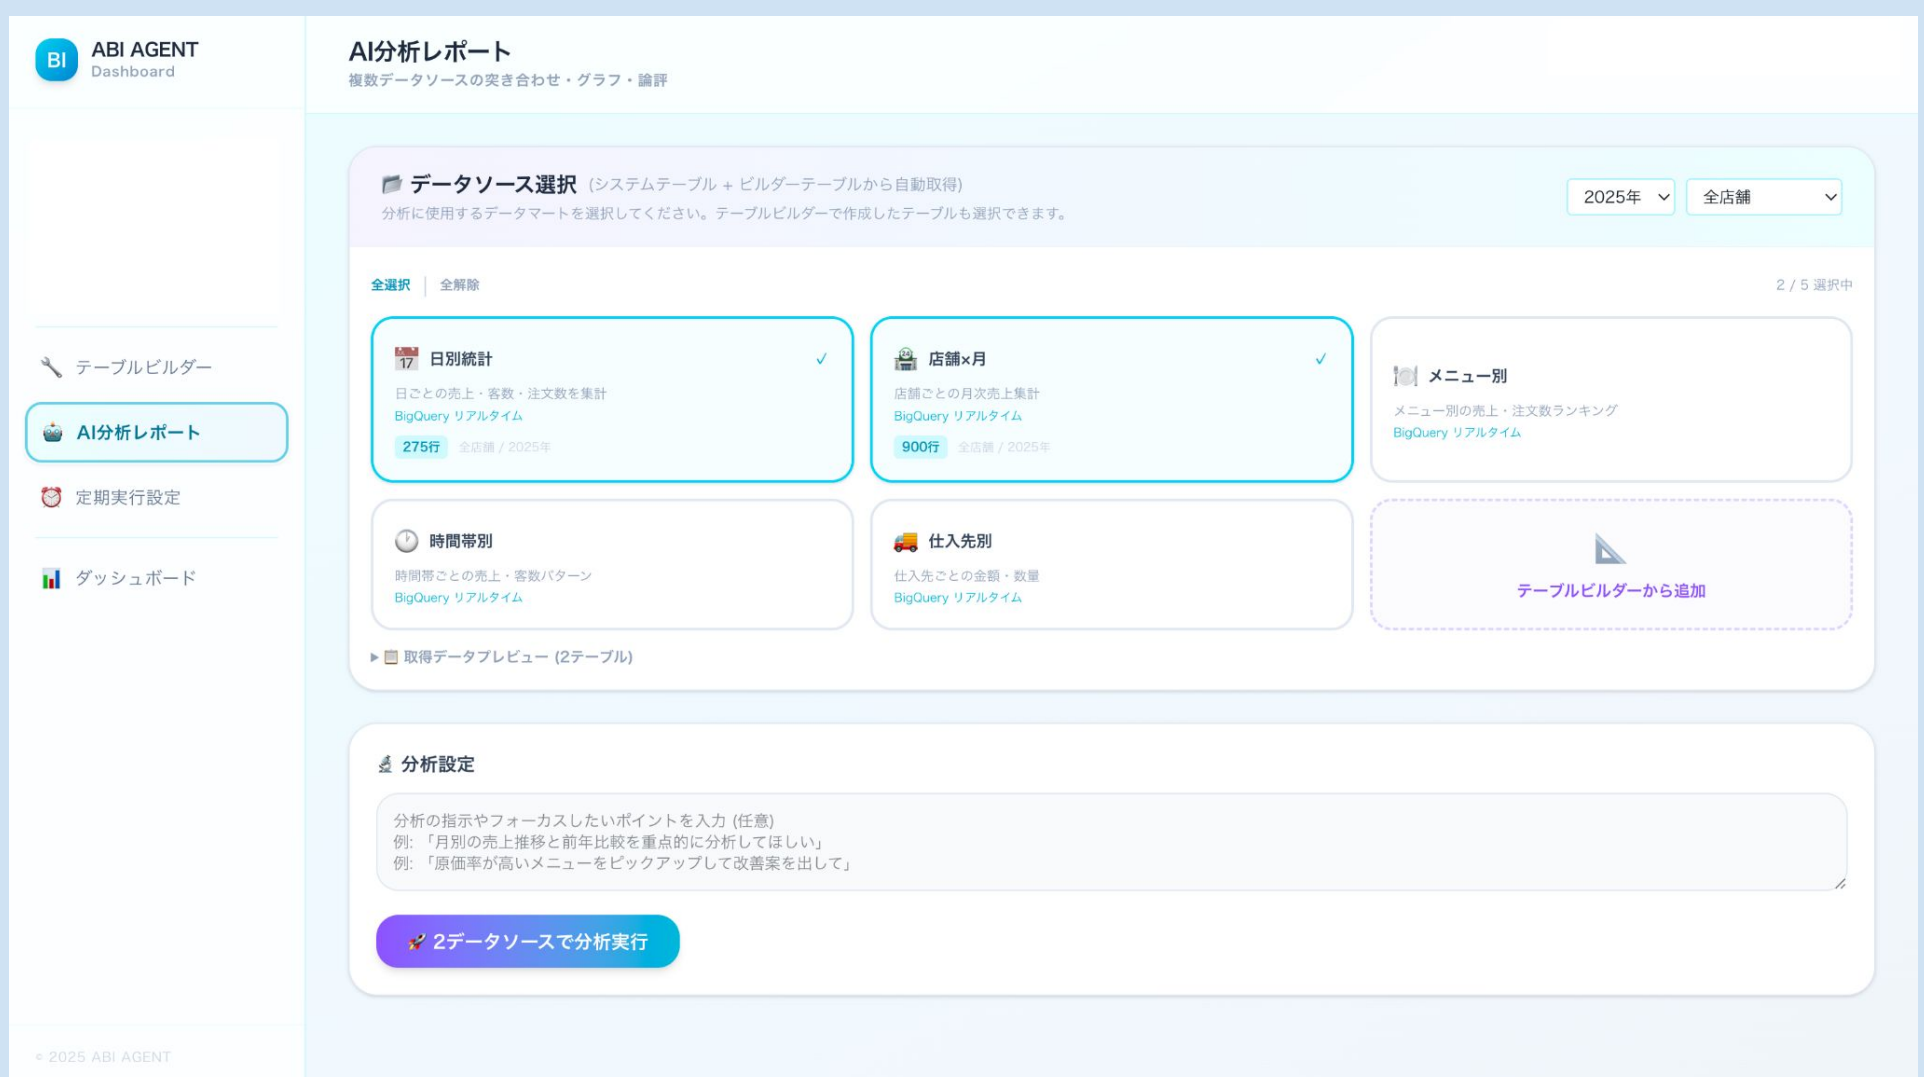 BI
ABI AGENT
Dashboard
テーブルビルダー
AI分析レポート
定期実行設定
ダッシュボード
© 2025 ABI AGENT
AI分析レポート
複数データソースの突き合わせ・グラフ・論評
データソース選択 (システムテーブル + ビルダーテーブルから自動取得)
分析に使用するデータマートを選択してください。テーブルビルダーで作成したテーブルも選択できます。
2025年
全店舗
全選択
全解除
2 / 5 選択中
17
日別統計
✓
日ごとの売上・客数・注文数を集計
BigQuery リアルタイム
275行 全店舗 / 2025年
店舗×月
✓
店舗ごとの月次売上集計
BigQuery リアルタイム
900行 全店舗 / 2025年
メニュー別
メニュー別の売上・注文数ランキング
BigQuery リアルタイム
時間帯別
時間帯ごとの売上・客数パターン
BigQuery リアルタイム
仕入先別
仕入先ごとの金額・数量
BigQuery リアルタイム
テーブルビルダーから追加
▶ 取得データプレビュー (2テーブル)
分析設定
分析の指示やフォーカスしたいポイントを入力 (任意)
例: 「月別の売上推移と前年比較を重点的に分析してほしい」
例: 「原価率が高いメニューをピックアップして改善案を出して」
2データソースで分析実行